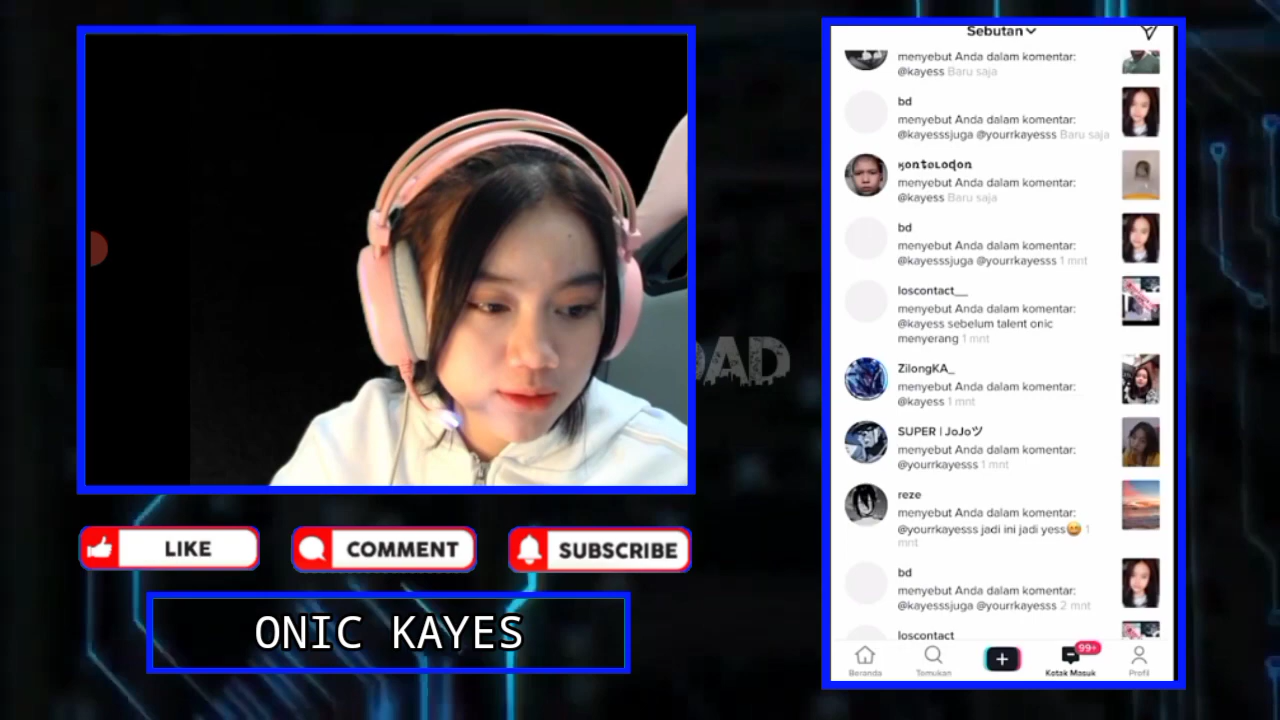 OAD
LIKE
COMMENT
SUBSCRIBE
ONIC KAYES
Sebutan
menyebut Anda dalam komentar:
@kayess Baru saja
bd
menyebut Anda dalam komentar:
@kayesssjuga @yourrkayesss Baru saja
menyebut Anda dalam komentar:
@kayess Baru saja
bd
menyebut Anda dalam komentar:
@kayesssjuga @yourrkayesss 1 mnt
loscontact__
menyebut Anda dalam komentar:
@kayess sebelum talent onic
menyerang 1 mnt
ZilongKA_
menyebut Anda dalam komentar:
@kayess 1 mnt
SUPER | JoJoツ
menyebut Anda dalam komentar:
@yourrkayesss 1 mnt
reze
menyebut Anda dalam komentar:
@yourrkayesss jadi ini jadi yess😆 1
mnt
bd
menyebut Anda dalam komentar:
@kayesssjuga @yourrkayesss 2 mnt
loscontact
99+
Beranda
Temukan
Kotak Masuk
Profil